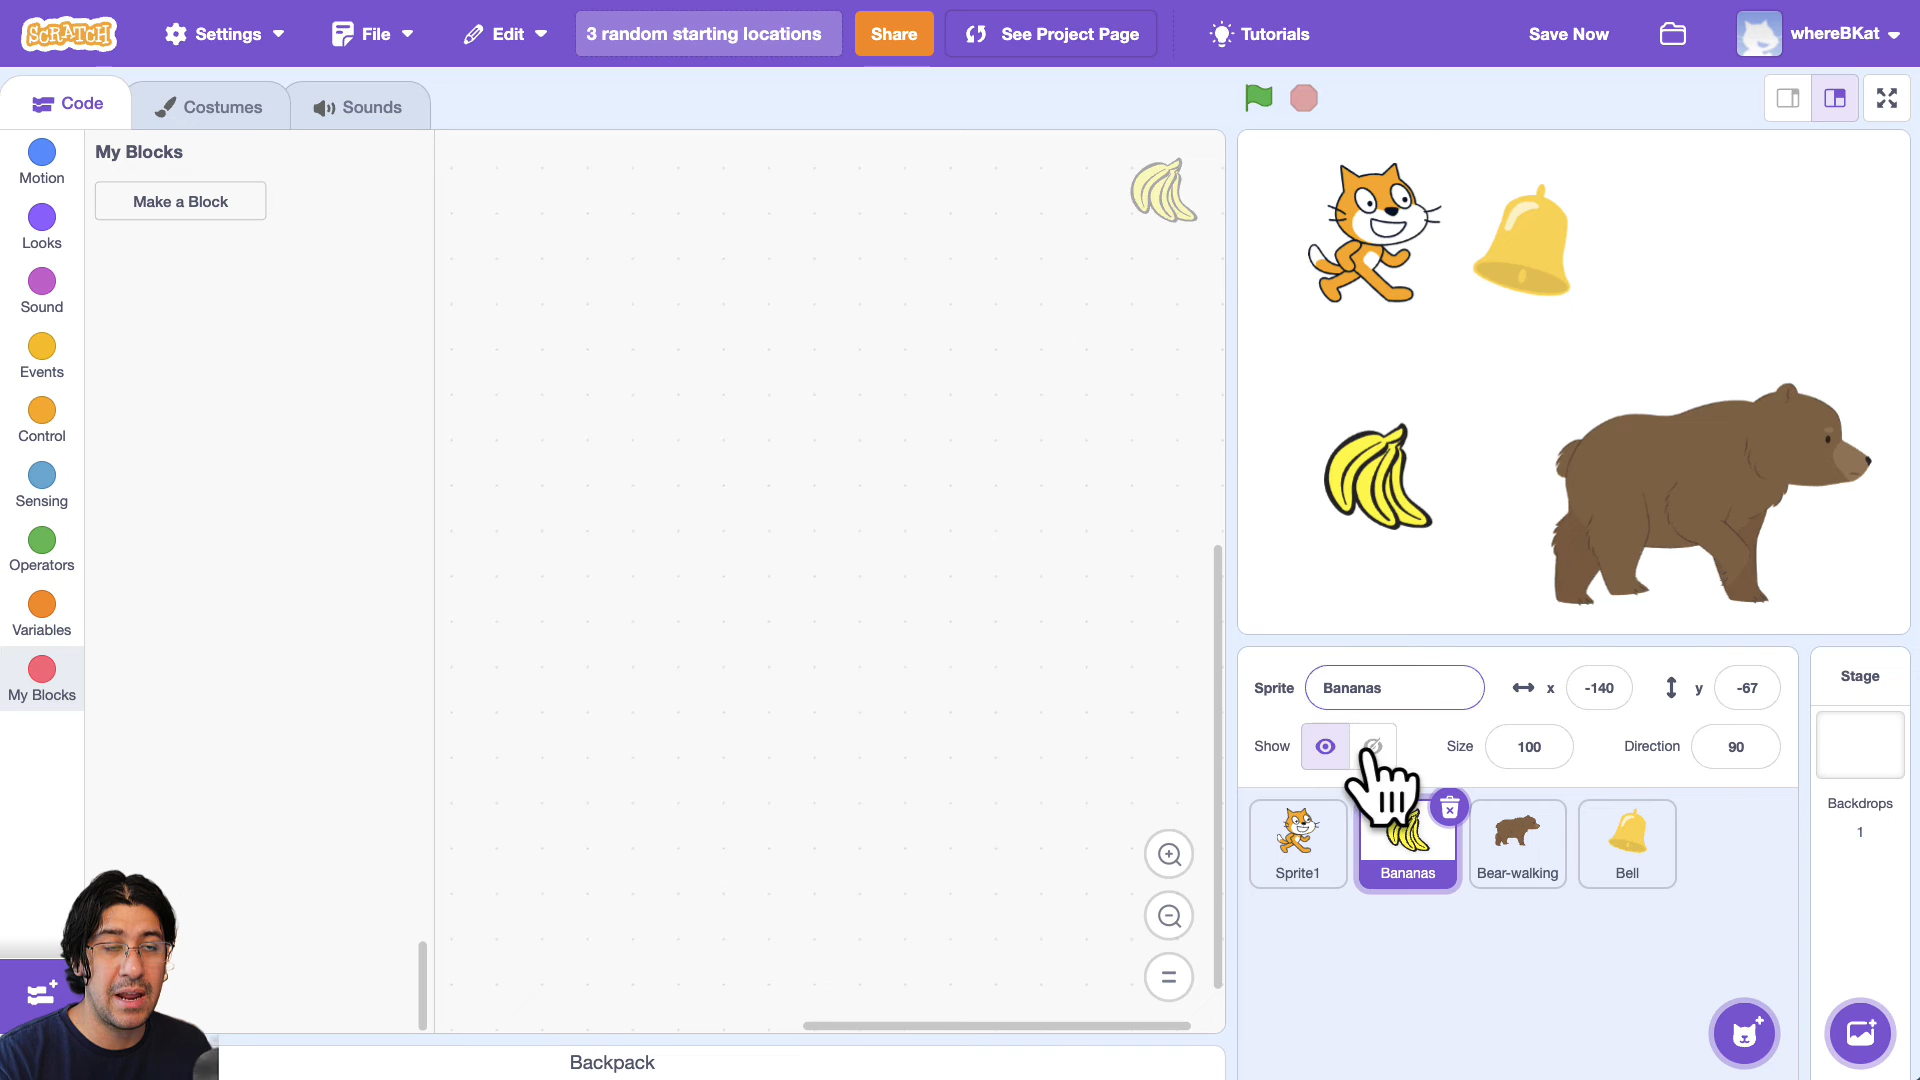 SCRATCH
Settings
File
Edit
3 random starting locations
Share
See Project Page
Tutorials
Save Now
whereBKat
Code
Costumes
Sounds
Motion
Looks
Sound
Events
Control
Sensing
Operators
Variables
My Blocks
My Blocks
Make a Block
Backpack
Sprite
Bananas
x
-140
y
-67
Show
Size
100
Direction
90
Sprite1
Bananas
Bear-walking
Bell
Stage
Backdrops
1